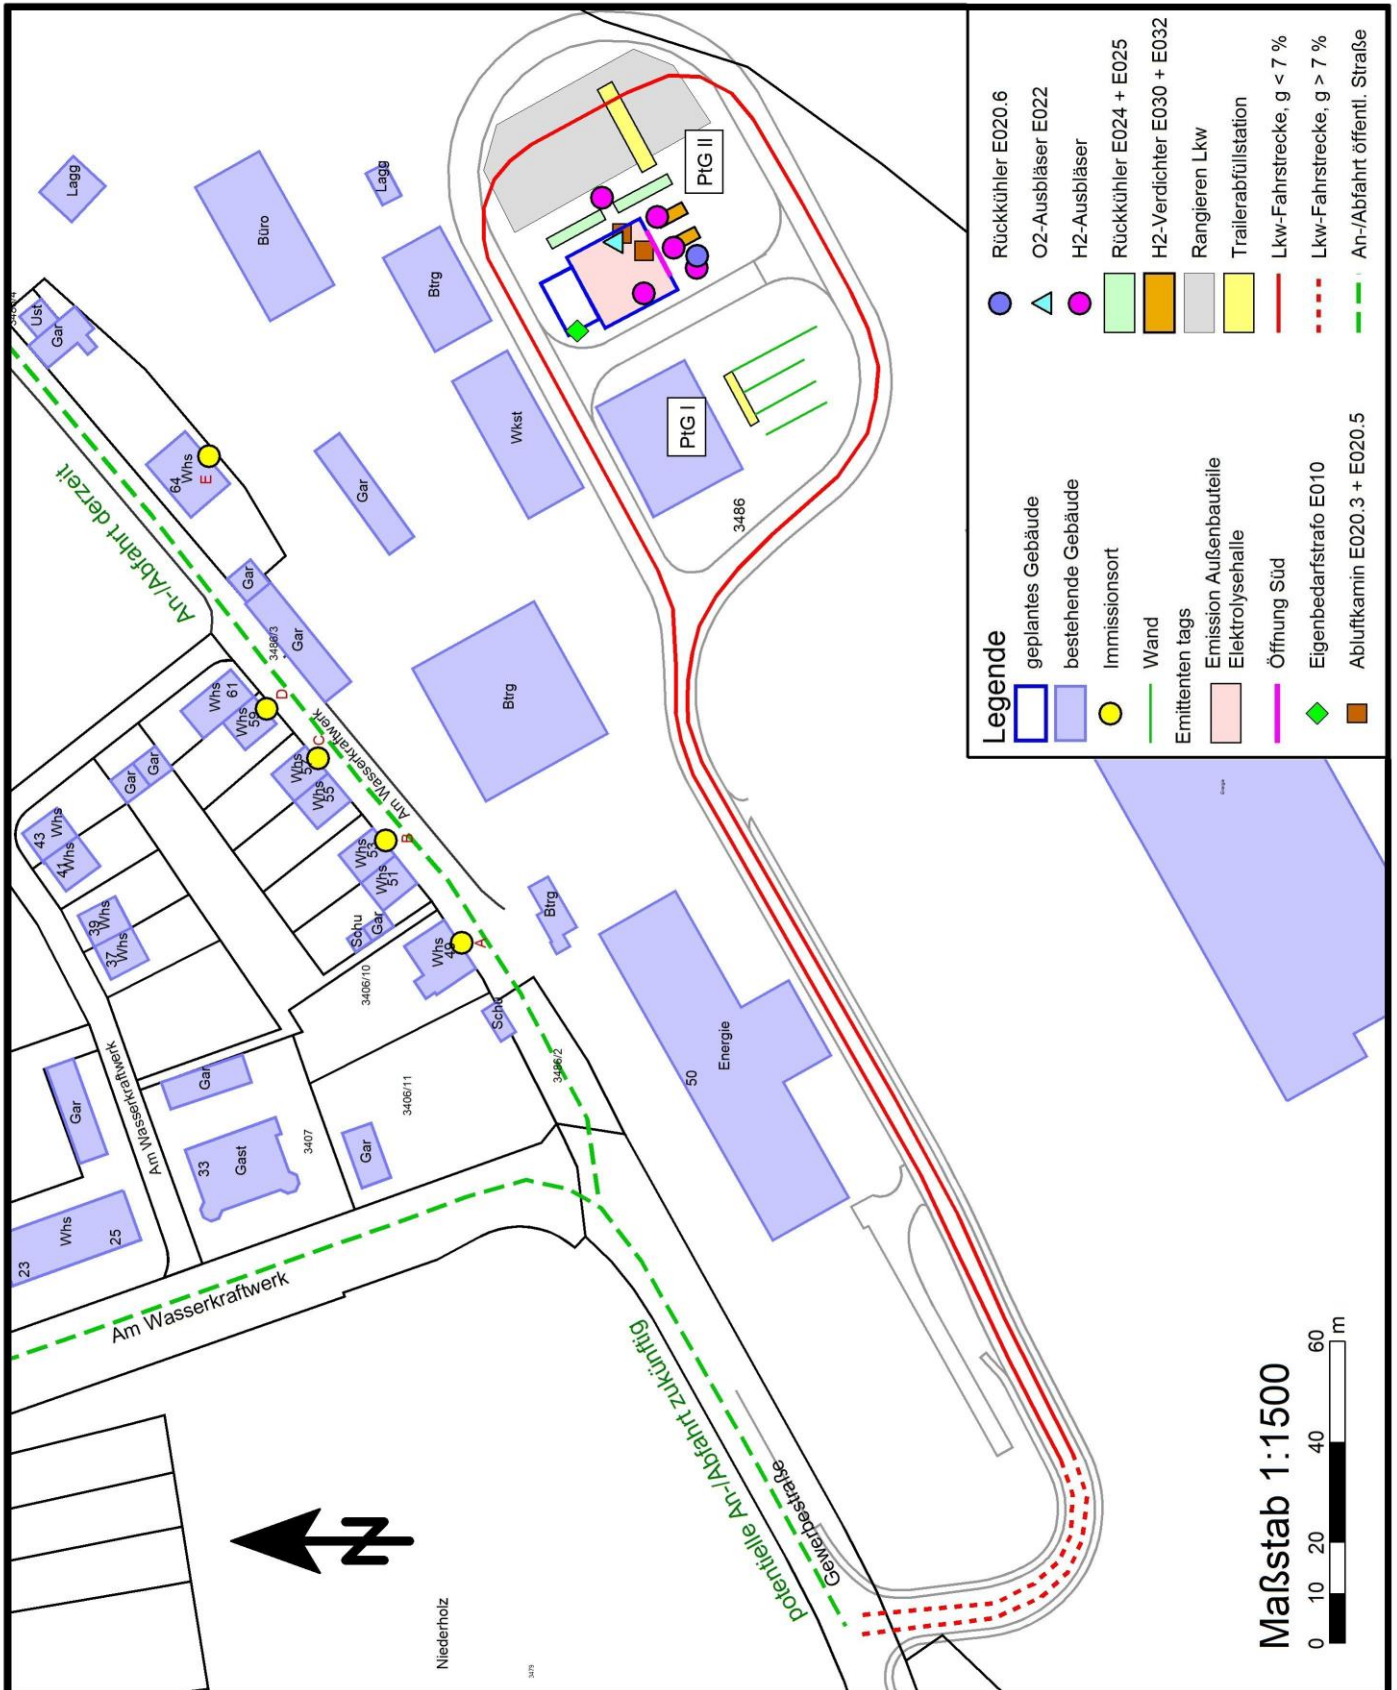 Legende
geplantes Gebäude
bestehende Gebäude
Immissionsort
Wand
Emittenten tags
Emission Außenbauteile
Elektrolysehalle
Öffnung Süd
Eigenbedarfstrafo E010
Abluftkamin E020.3 + E020.5
Rückkühler E020.6
O2-Ausbläser E022
H2-Ausbläser
Rückkühler E024 + E025
H2-Verdichter E030 + E032
Rangieren Lkw
Trailerabfüllstation
Lkw-Fahrstrecke, g < 7 %
Lkw-Fahrstrecke, g > 7 %
An-/Abfahrt öffentl. Straße
Maßstab 1:1500
0 10 20 40 60 m
N
Niederholz
3479
Gewerbestraße
potentielle An-/Abfahrt zukünftig
An-/Abfahrt derzeit
Am Wasserkraftwerk
Am Wasserkraftwerk
Am Wasserkraftwerk
23
Whs
25
Gar
33
Gast
Gar
3407
Gar
3406/11
3406/10
3486/2
Schu
Whs
49
A
Schu
Gar
37
Whs
39
Whs
41
Whs
43
Whs
Gar
Gar
Whs
51
Whs
53
B
Whs
55
Whs
57
C
Whs
59
D
Whs
61
3486/3
Gar
Gar
64
Whs
E
Gar
Ust
Lagg
Büro
Lagg
Btrg
Gar
Wkst
Btrg
Btrg
50
Energie
PtG I
PtG II
3486